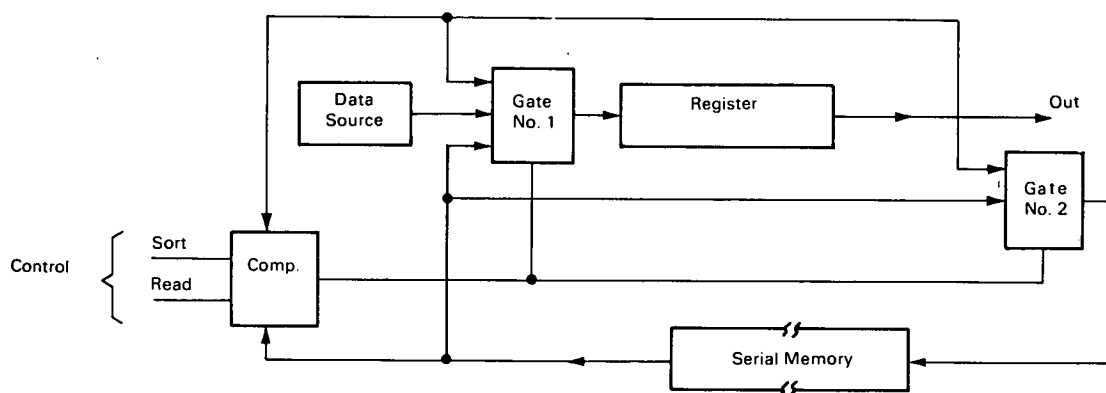 Data
Source
Gate
No. 1
Register
Out
Gate
No. 2
Control
Sort
Read
Comp.
Serial Memory